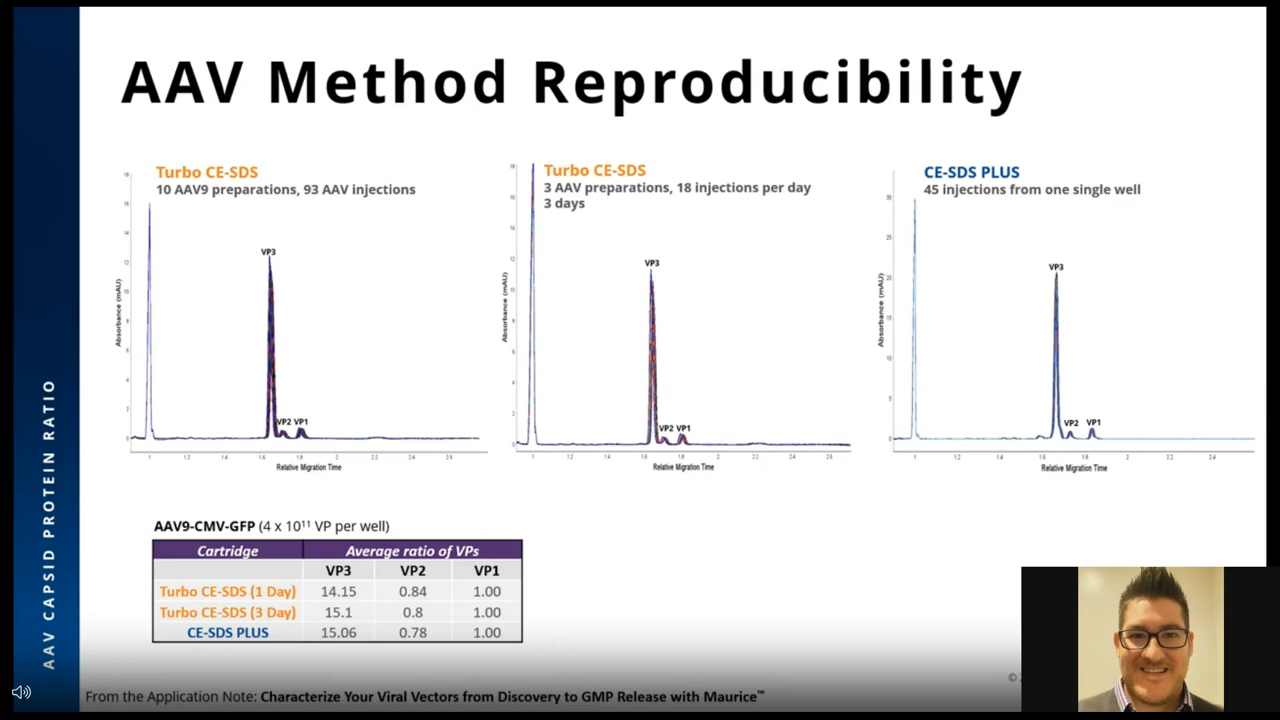 AAV Method Reproducibility
AAV CAPSID PROTEIN RATIO
Turbo CE-SDS
10 AAV9 preparations, 93 AAV injections
VP3
VP2 VP1
Absorbance (mAU)
Relative Migration Time
Turbo CE-SDS
3 AAV preparations, 18 injections per day
3 days
VP3
VP2 VP1
Absorbance (mAU)
Relative Migration Time
CE-SDS PLUS
45 injections from one single well
VP3
VP2 VP1
Absorbance (mAU)
Relative Migration Time
AAV9-CMV-GFP (4 x 10¹¹ VP per well)
Cartridge Average ratio of VPs
VP3 VP2 VP1
Turbo CE-SDS (1 Day) 14.15 0.84 1.00
Turbo CE-SDS (3 Day) 15.1 0.8 1.00
CE-SDS PLUS 15.06 0.78 1.00
From the Application Note: Characterize Your Viral Vectors from Discovery to GMP Release with Maurice™